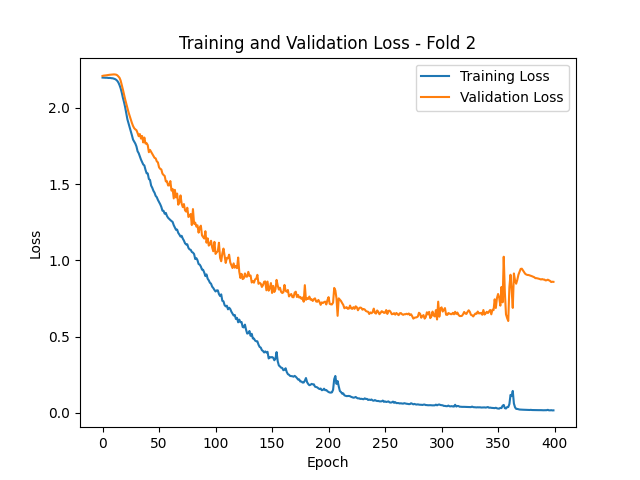 Training and Validation Loss - Fold 2
Training Loss
Validation Loss
Loss
2.0
1.5
1.0
0.5
0.0
0 50 100 150 200 250 300 350 400
Epoch